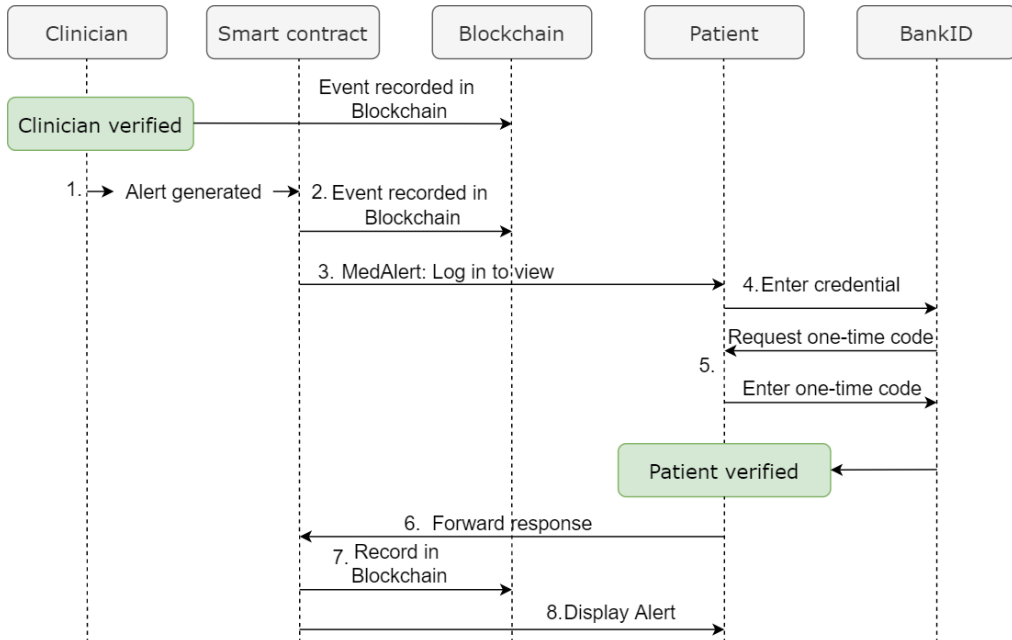 Clinician
Smart contract
Blockchain
Patient
BankID
Event recorded in
Blockchain
Clinician verified
1.
Alert generated
2. Event recorded in
Blockchain
3. MedAlert: Log in to view
4.Enter credential
Request one-time code
5.
Enter one-time code
Patient verified
6. Forward response
7. Record in
Blockchain
8.Display Alert